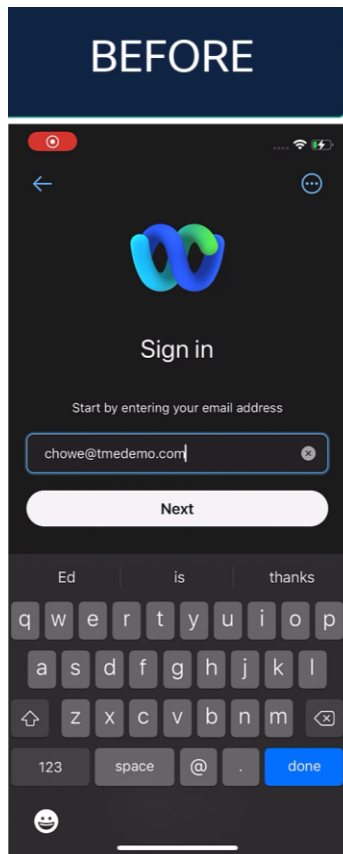 BEFORE
Sign in
Start by entering your email address
chowe@tmedemo.com
Next
Ed is thanks
q w e r t y u i o p
a s d f g h j k l
z x c v b n m
123 space @ . done